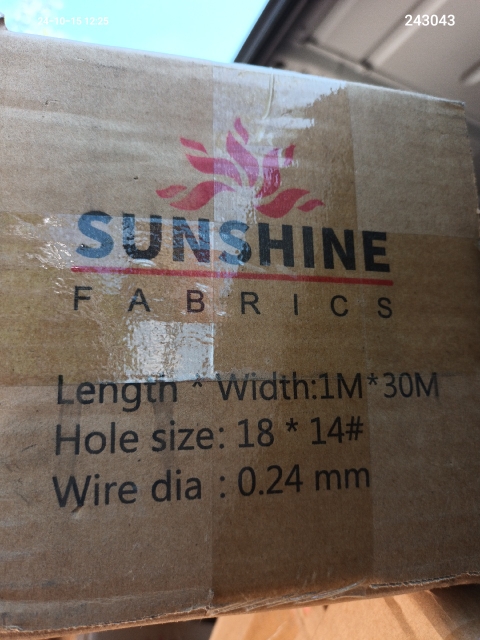 243043
SUNSHINE
FABRICS
Length * Width:1M*30M
Hole size: 18 * 14#
Wire dia : 0.24 mm